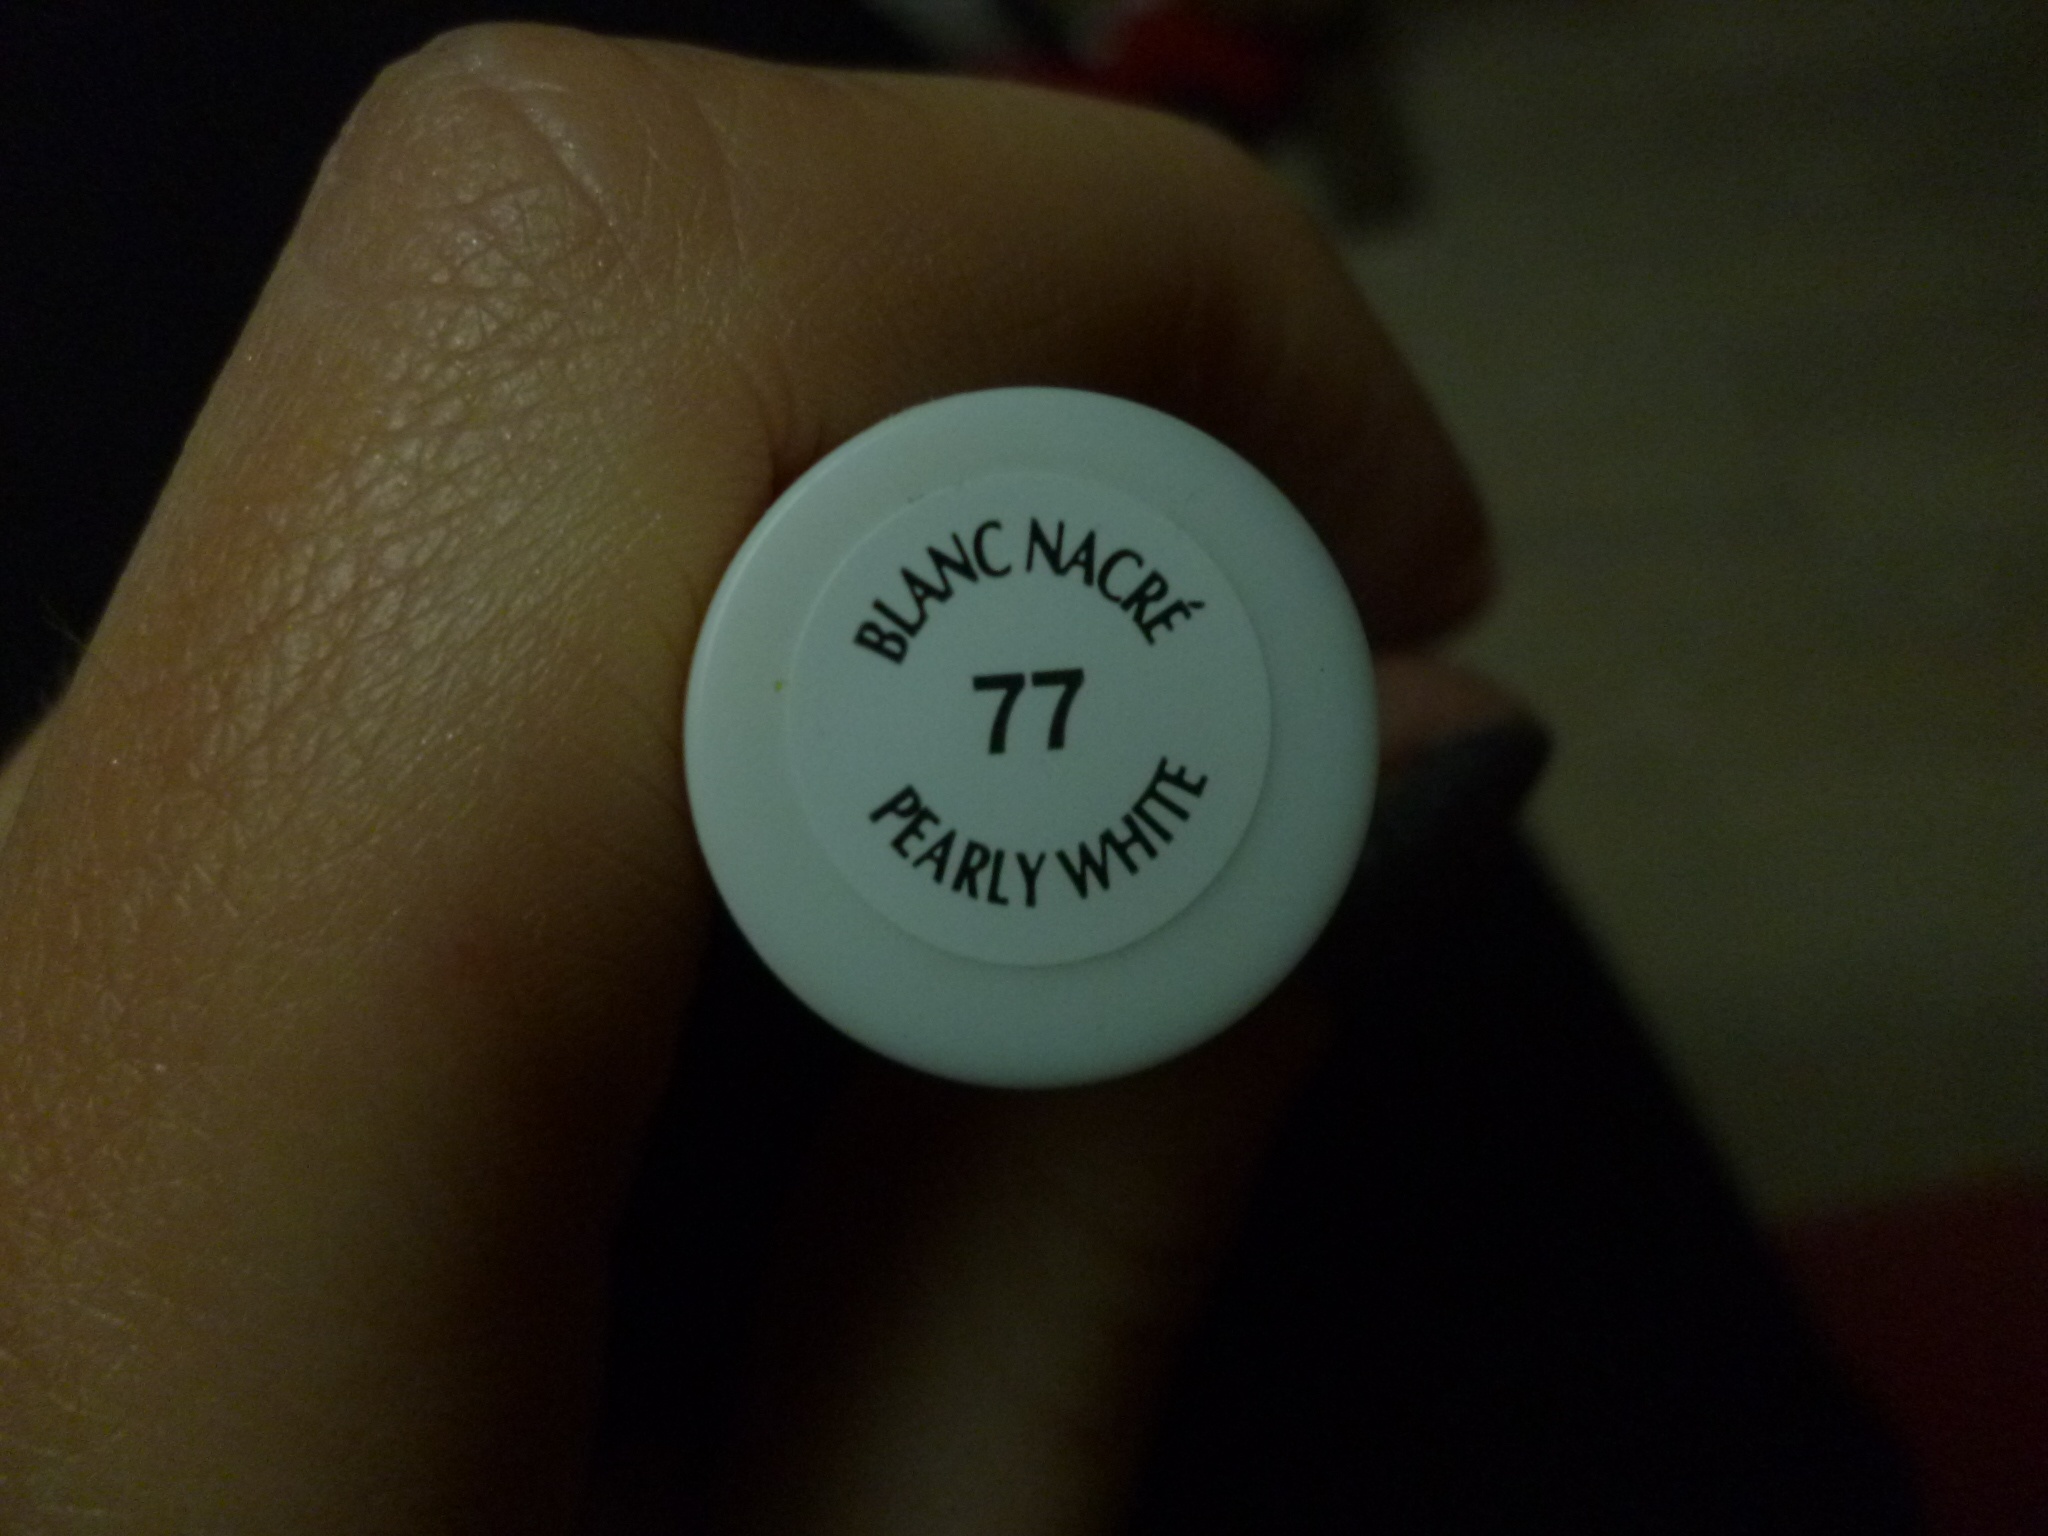 BLANC NACRÉ
77
PEARLY WHITE